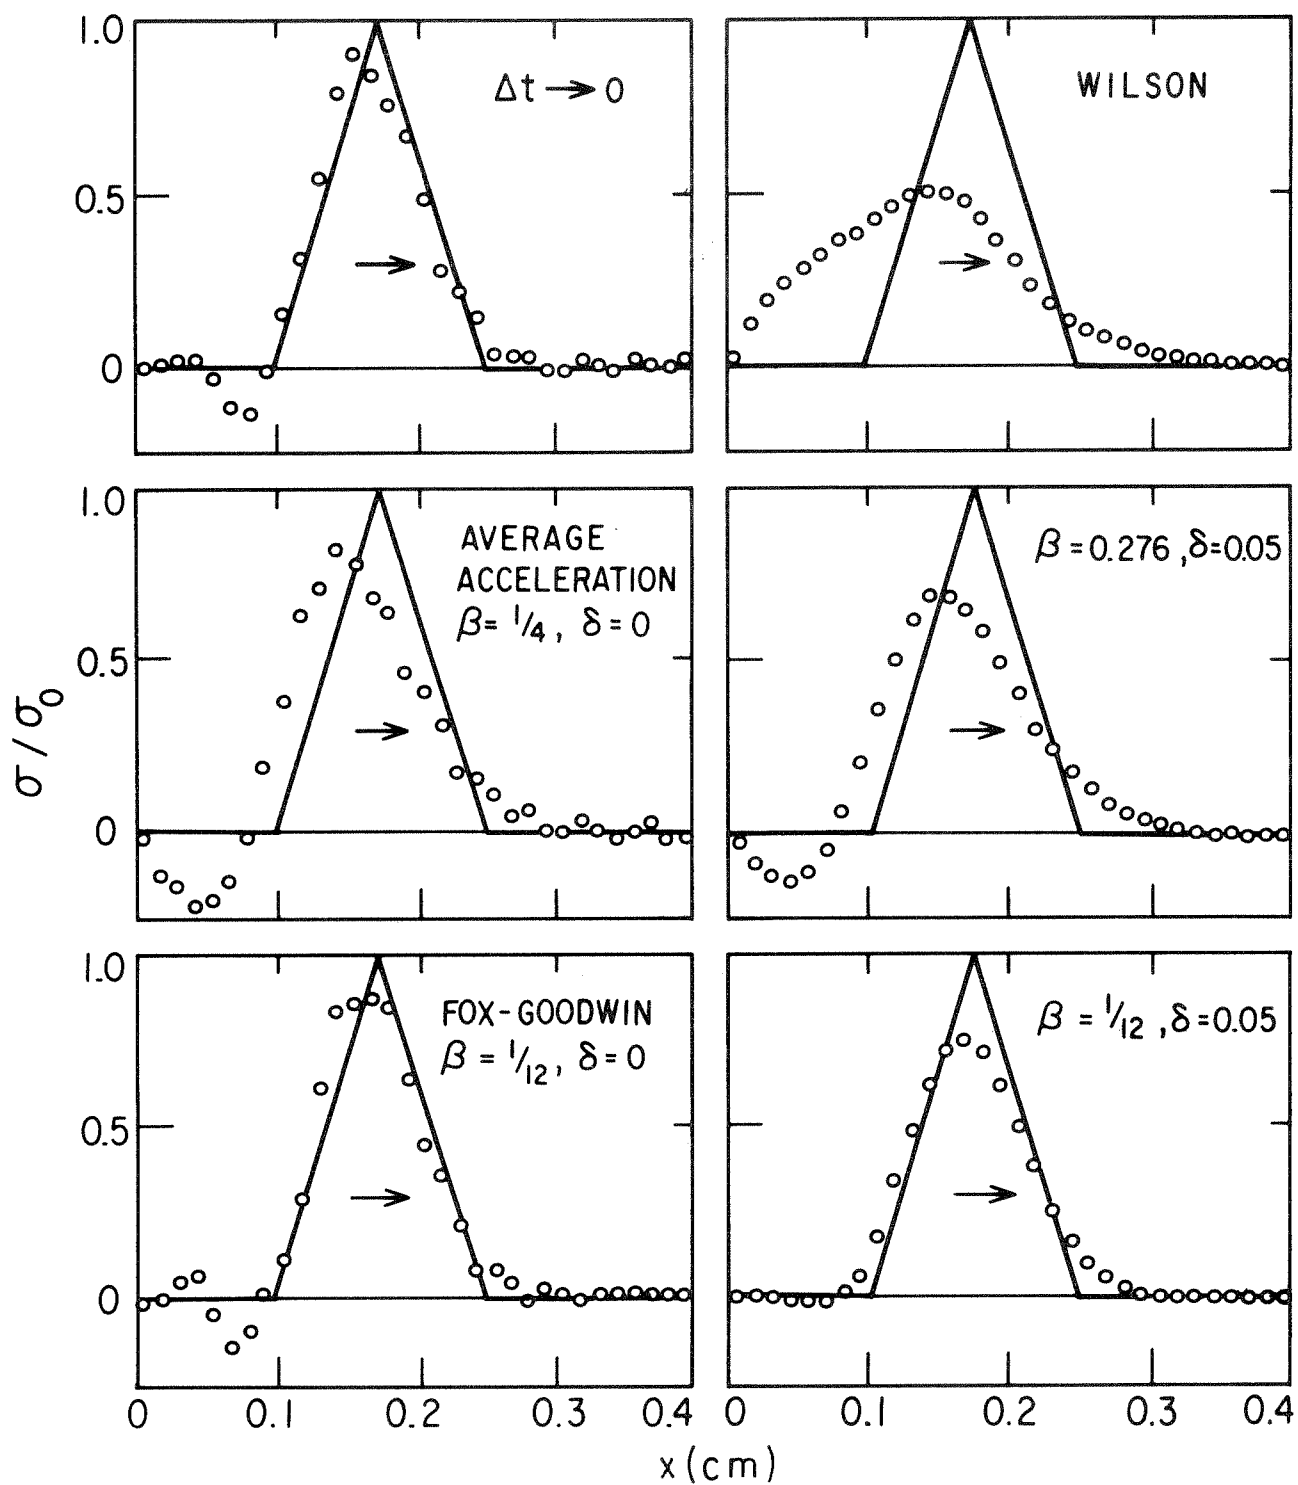 1.0
Δt → 0
0.5
0
WILSON
1.0
AVERAGE
ACCELERATION
β = 1/4, δ = 0
0.5
0
β = 0.276, δ=0.05
σ / σ0
1.0
FOX-GOODWIN
β = 1/12, δ = 0
0.5
0
β = 1/12, δ=0.05
0 0.1 0.2 0.3 0.4
0 0.1 0.2 0.3 0.4
x (cm)